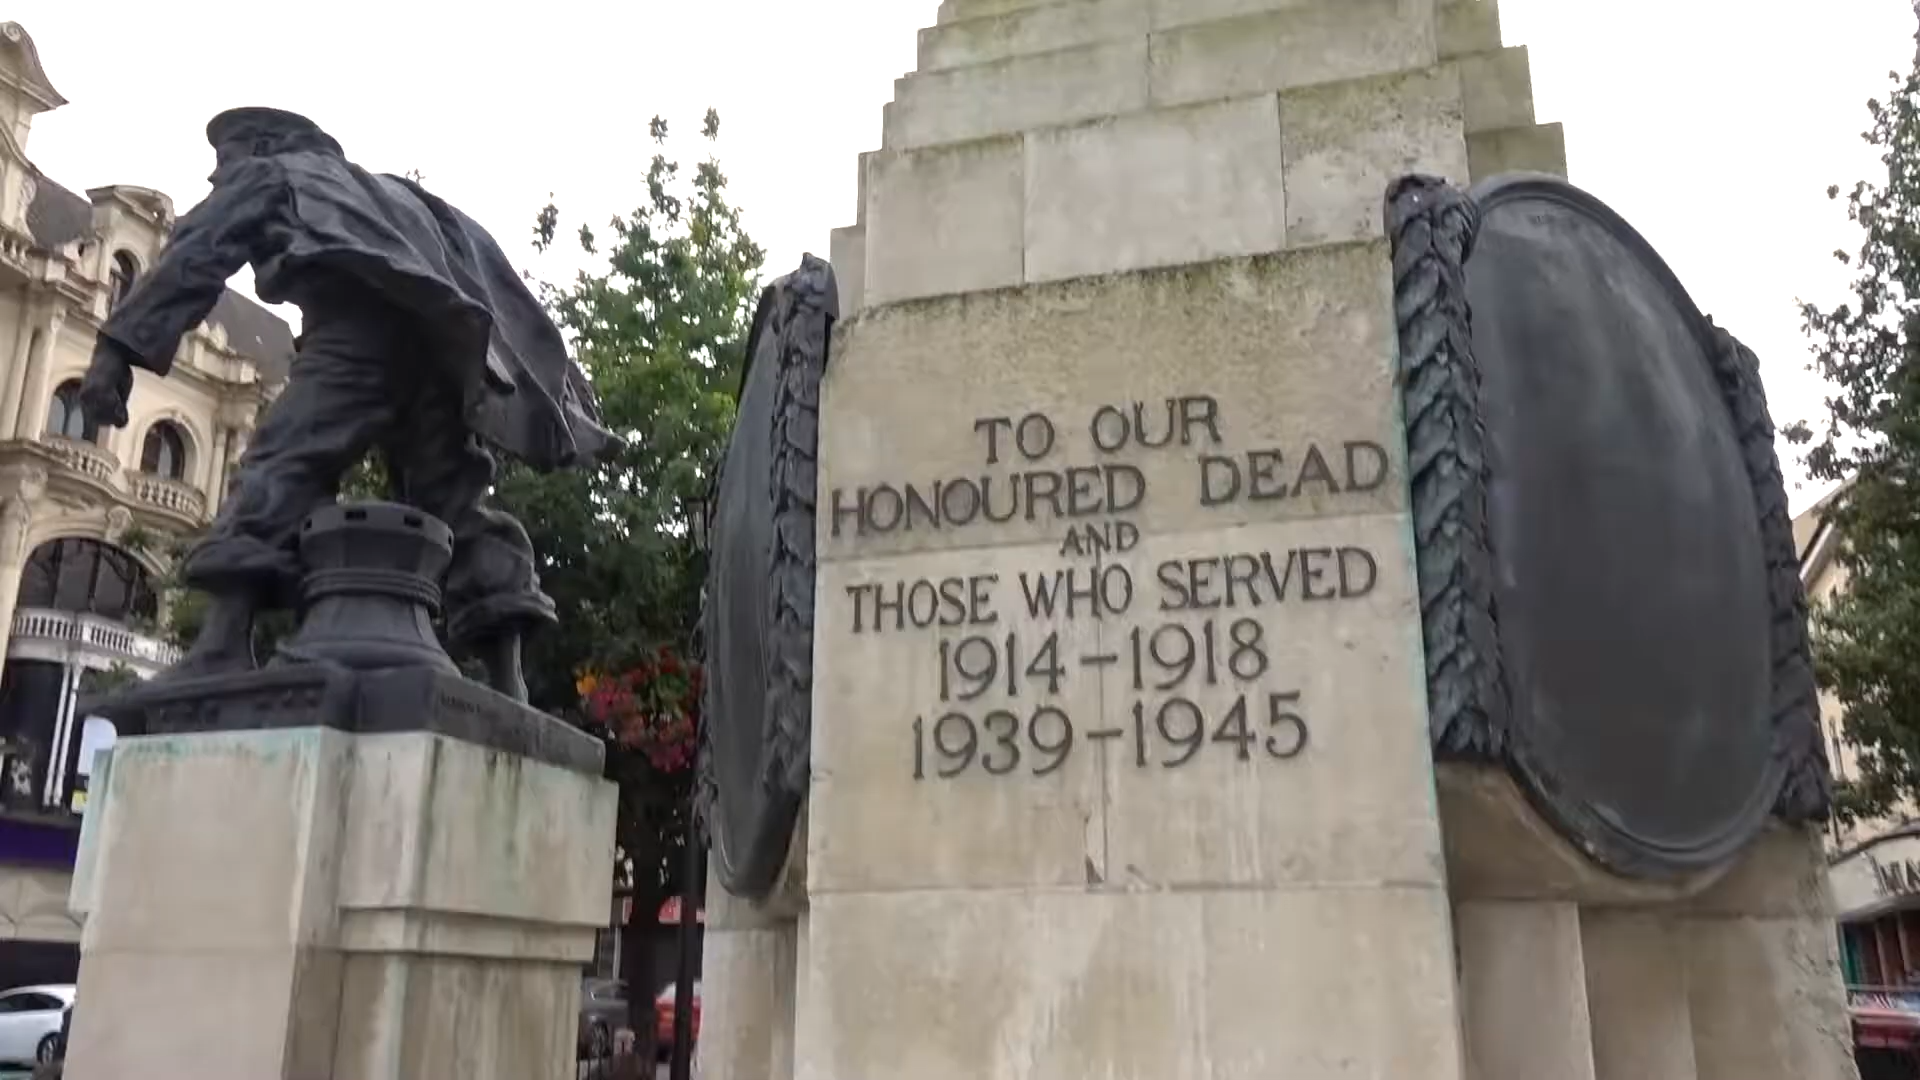 TO OUR
HONOURED DEAD
AND
THOSE WHO SERVED
1914-1918
1939-1945